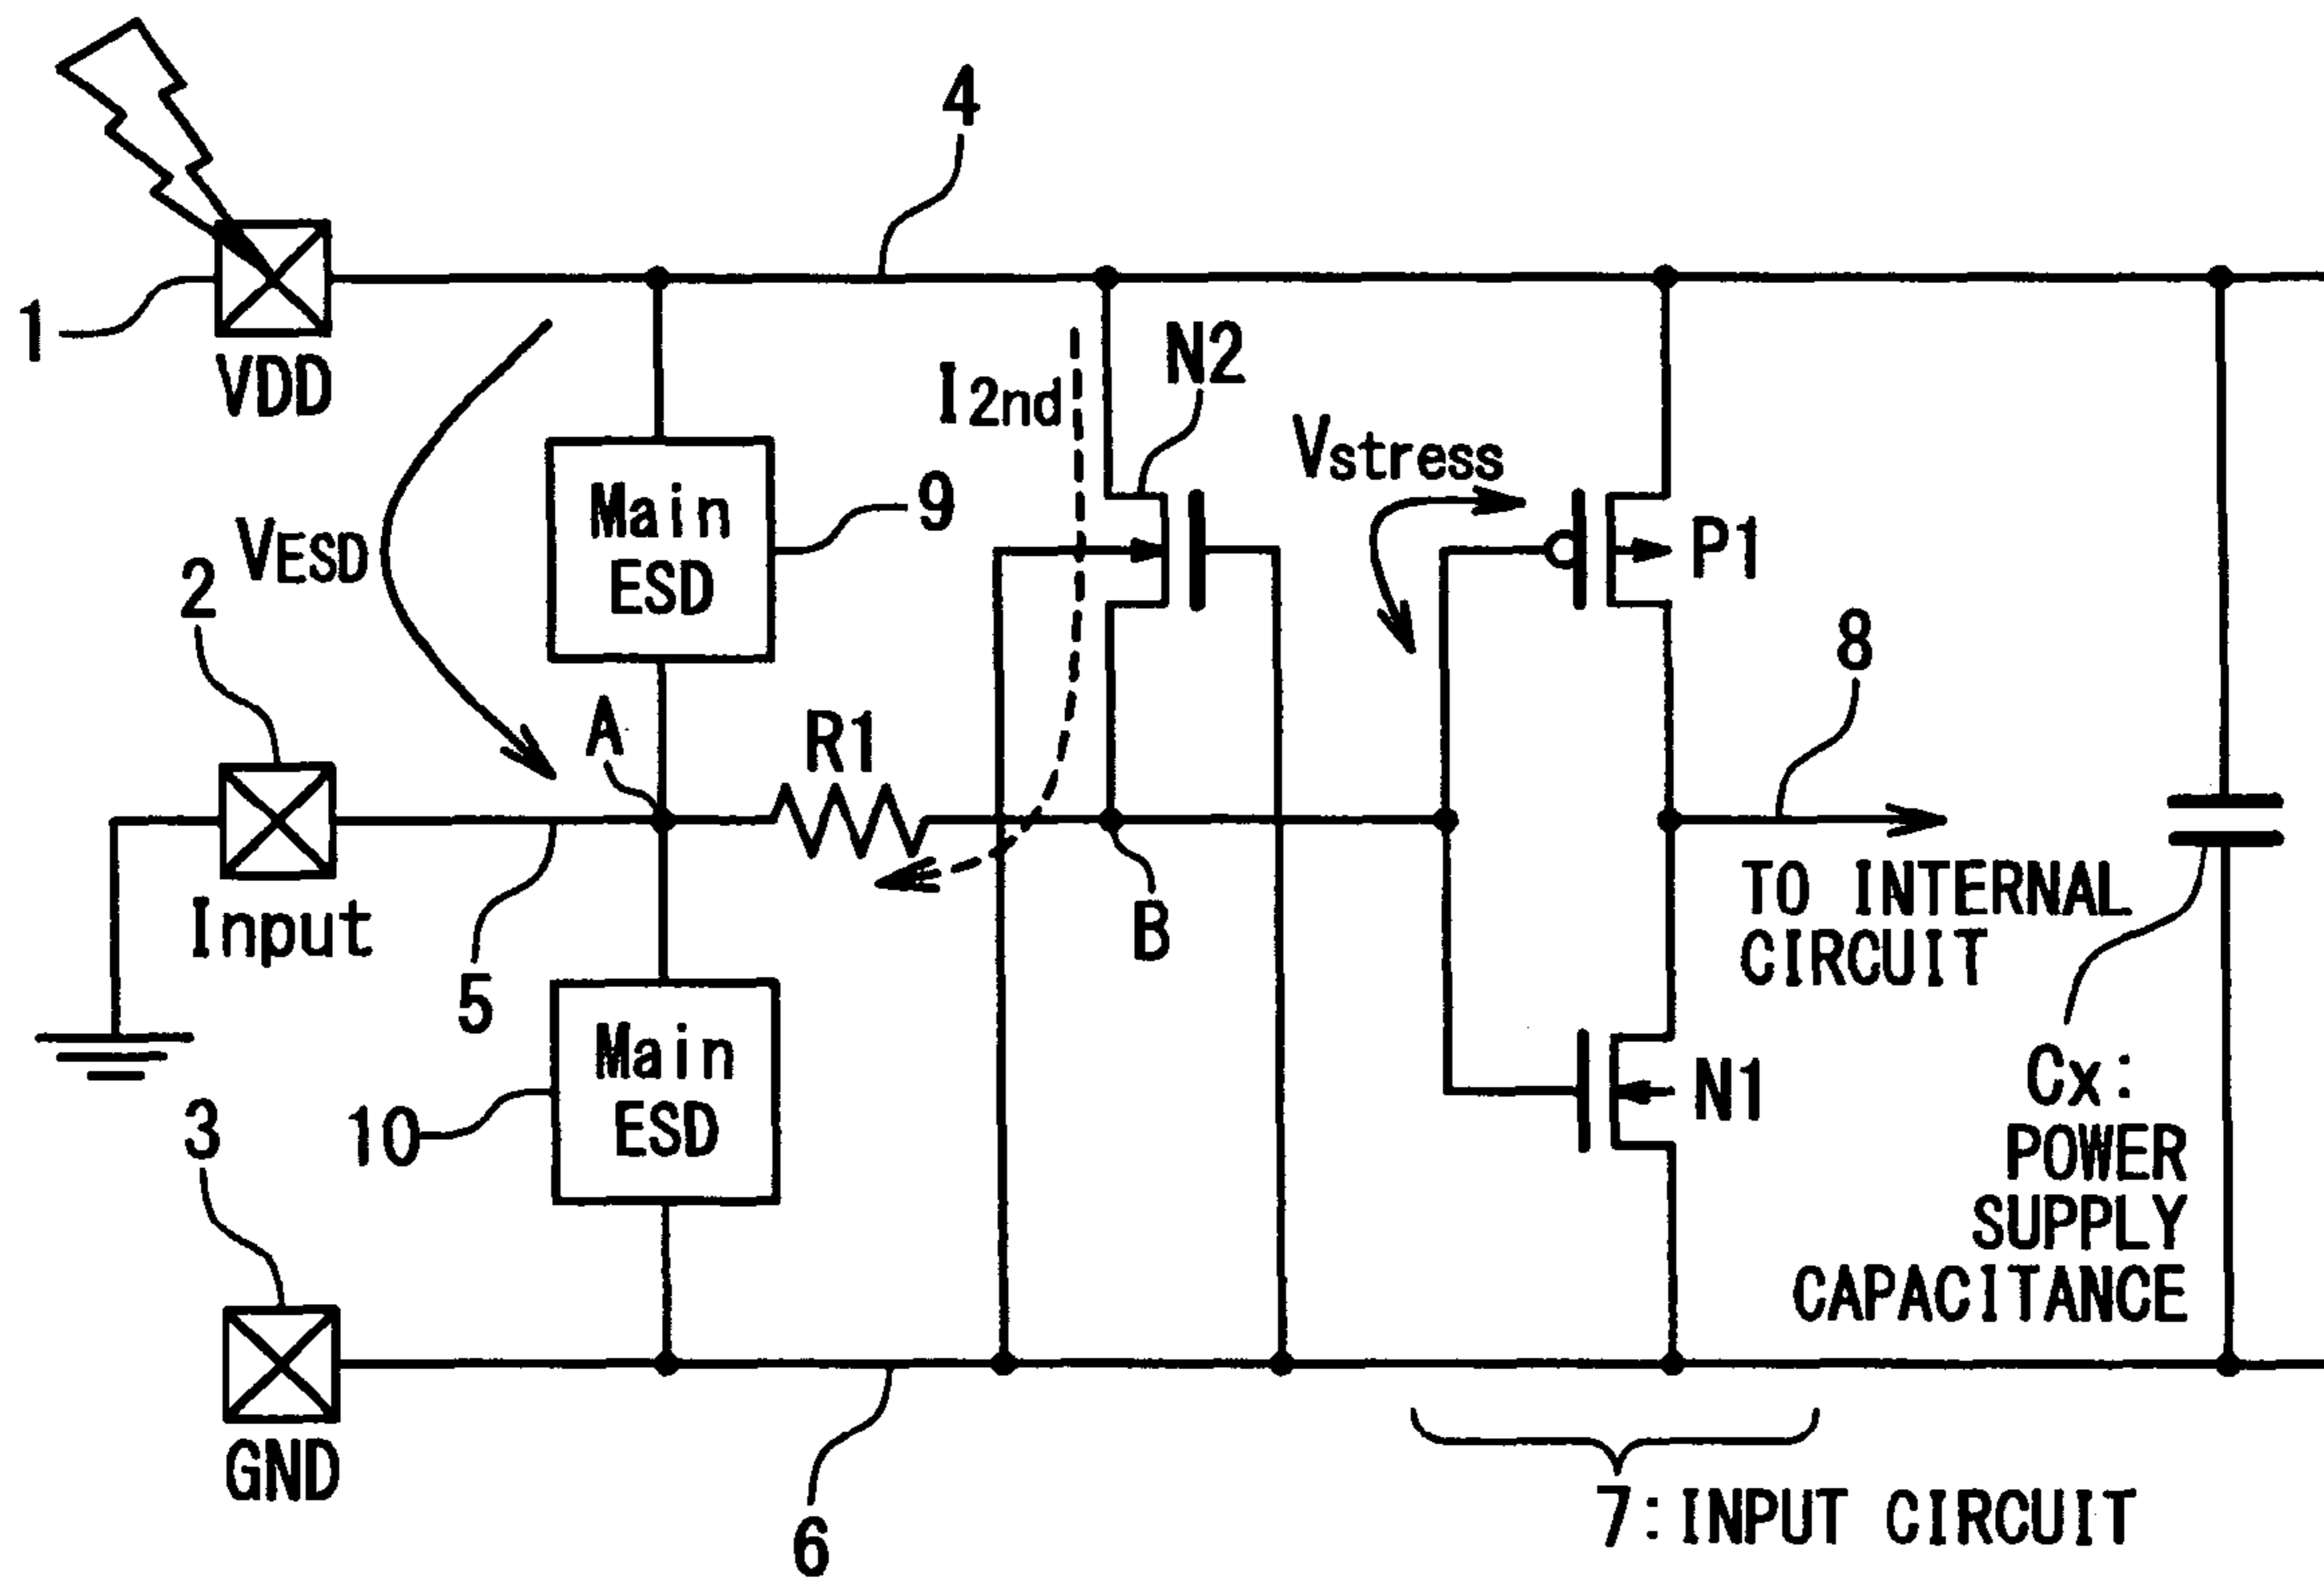 4
1
VDD
I2nd
N2
Vstress
Main
ESD
9
VESD
P1
2
8
A
R1
Input
5
B
TO INTERNAL
CIRCUIT
Main
ESD
10
N1
3
Cx:
POWER
SUPPLY
CAPACITANCE
GND
6
7:INPUT CIRCUIT